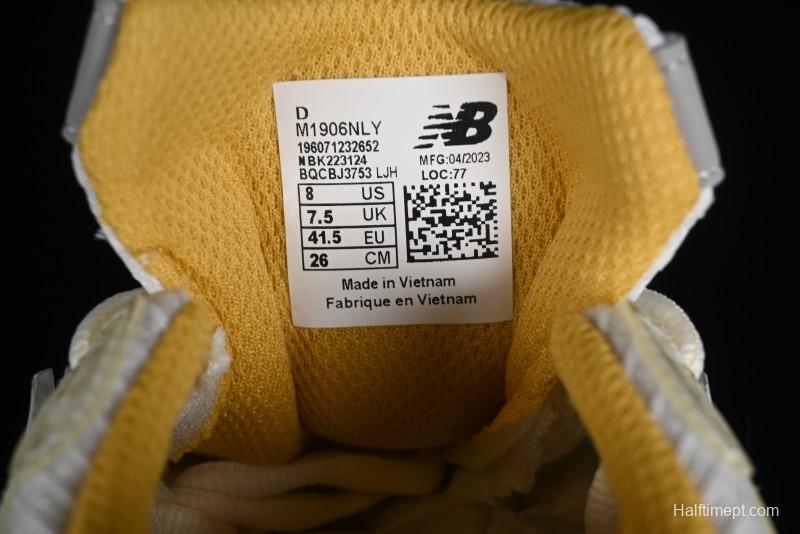 D
M1906NLY
196071232652
NBK223124
BQCBJ3753 LJH
NB
MFG:04/2023
LOC:77
8 US
7.5 UK
41.5 EU
26 CM
Made in Vietnam
Fabrique en Vietnam
Halftimept.com